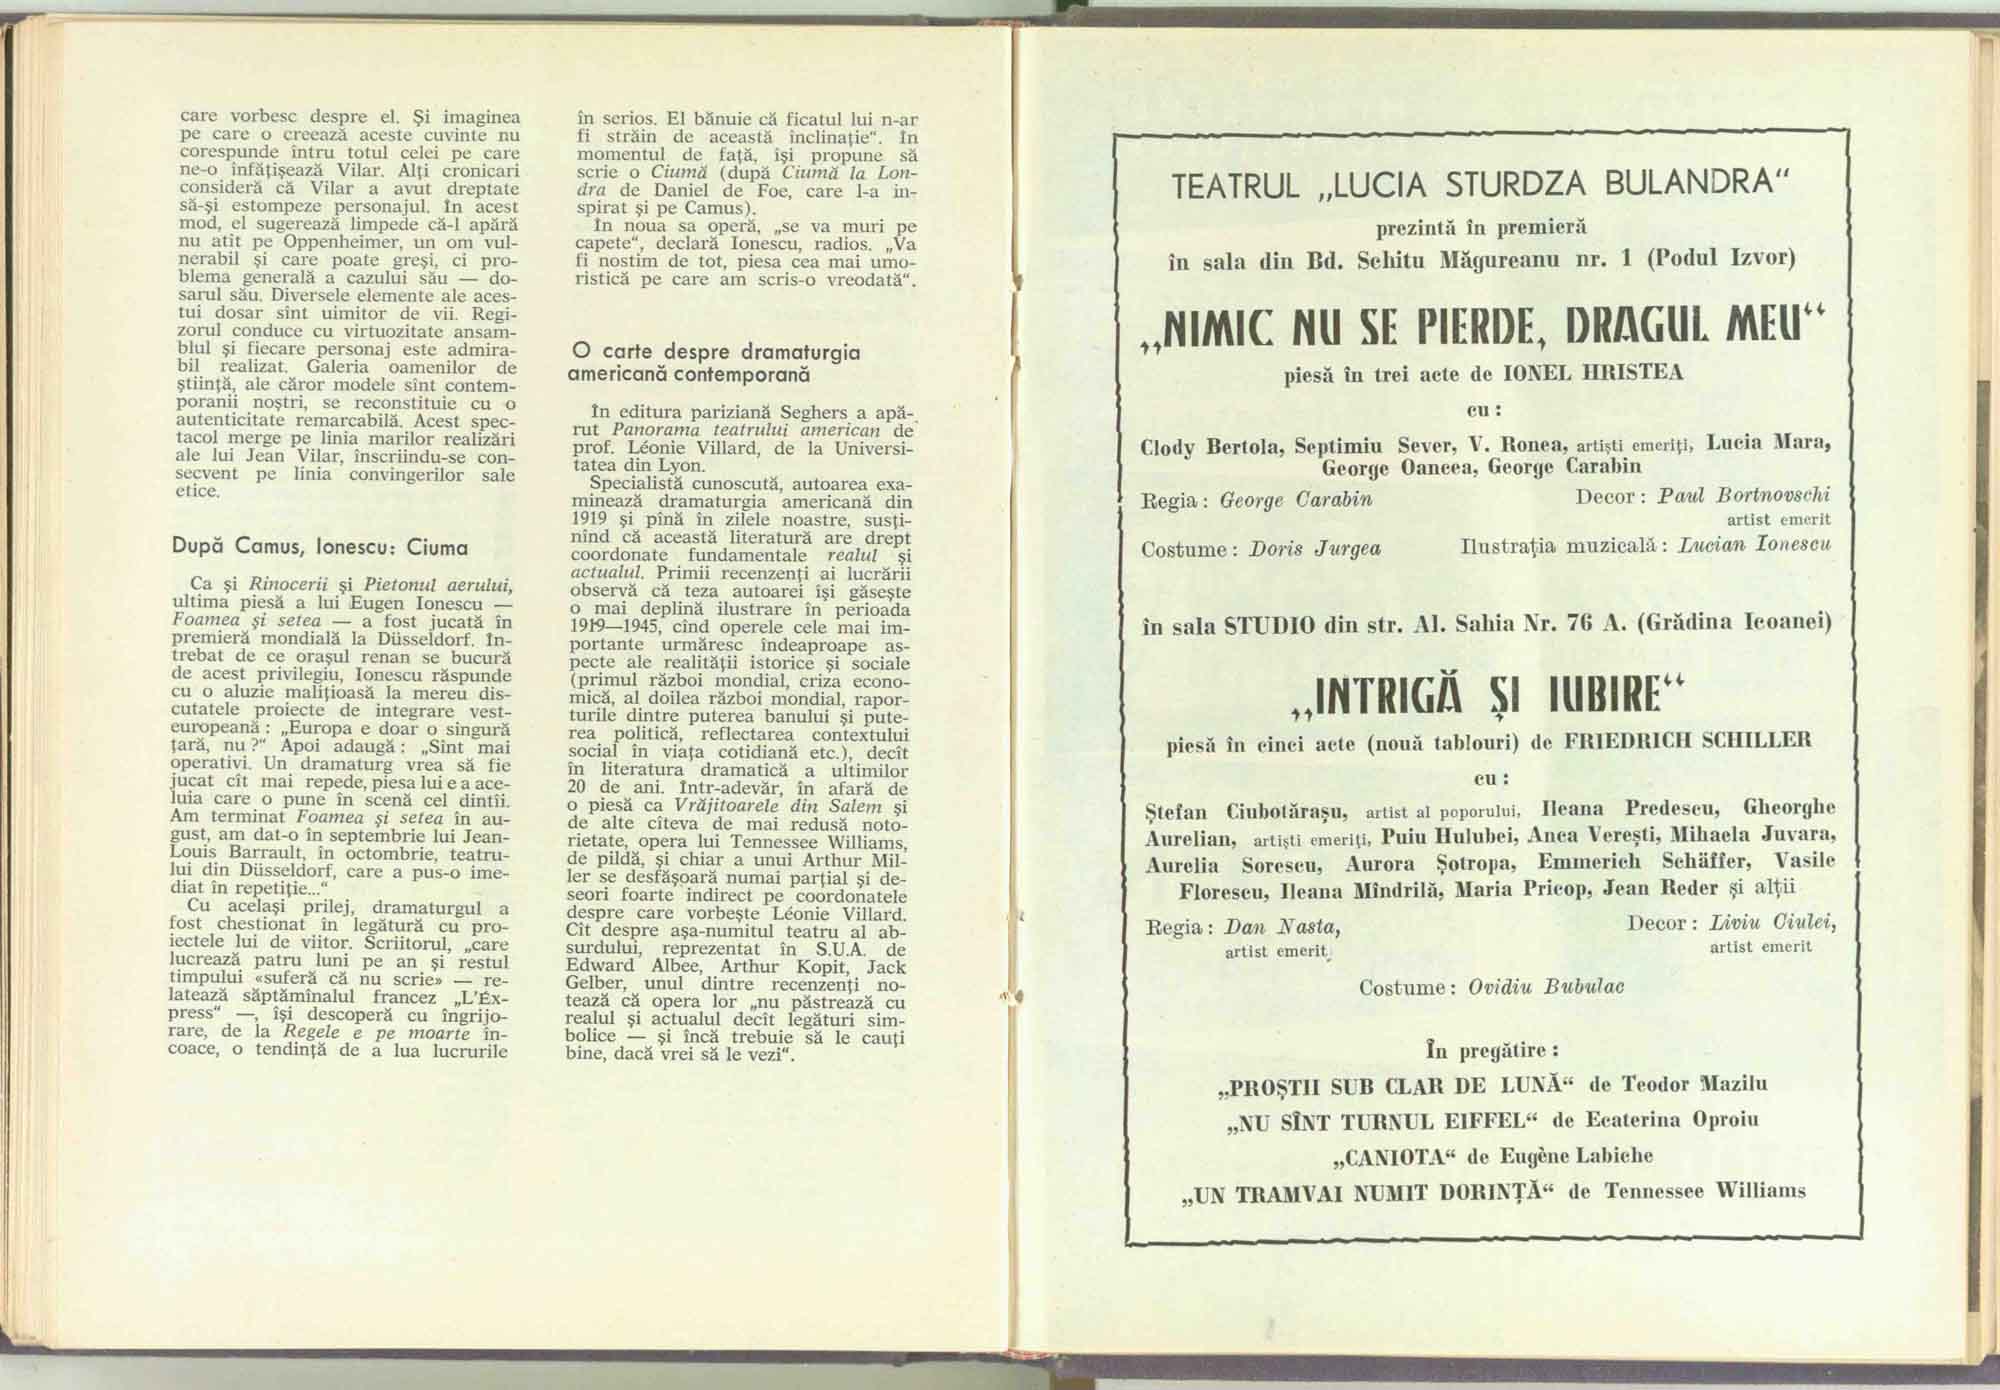 care vorbesc despre el. Și imaginea
pe care o creează aceste cuvinte nu
corespunde întru totul celei pe care
ne-o înfățișează Vilar. Alți cronicari
consideră că Vilar a avut dreptate
să-și estompeze personajul. În acest
mod, el sugerează limpede că-l apără
nu atît pe Oppenheimer, un om vul-
nerabil și care poate greși, ci pro-
blema generală a cazului său — do-
sarul său. Diversele elemente ale aces-
tui dosar sînt uimitor de vii. Regi-
zorul conduce cu virtuozitate ansam-
blul și fiecare personaj este admira-
bil realizat. Galeria oamenilor de
știință, ale căror modele sînt contem-
poranii noștri, se reconstituie cu o
autenticitate remarcabilă. Acest spec-
tacol merge pe linia marilor realizări
ale lui Jean Vilar, înscriindu-se con-
secvent pe linia convingerilor sale
etice.
După Camus, Ionescu: Ciuma
Ca și Rinocerii și Pietonul aerului,
ultima piesă a lui Eugen Ionescu —
Foamea și setea — a fost jucată în
premieră mondială la Düsseldorf. În-
trebat de ce orașul renan se bucură
de acest privilegiu, Ionescu răspunde
cu o aluzie malițioasă la mereu dis-
cutatele proiecte de integrare vest-
europeană : „Europa e doar o singură
țară, nu ?“ Apoi adaugă : „Sînt mai
operativi. Un dramaturg vrea să fie
jucat cît mai repede, piesa lui e a ace-
luia care o pune în scenă cel dintîi.
Am terminat Foamea și setea în au-
gust, am dat-o în septembrie lui Jean-
Louis Barrault, în octombrie, teatru-
lui din Düsseldorf, care a pus-o ime-
diat în repetiție...“
Cu același prilej, dramaturgul a
fost chestionat în legătură cu pro-
iectele lui de viitor. Scriitorul, „care
lucrează patru luni pe an și restul
timpului «suferă că nu scrie» — re-
latează săptămînalul francez „L'Éx-
press“ —, își descoperă cu îngrijo-
rare, de la Regele e pe moarte în-
coace, o tendință de a lua lucrurile
în serios. El bănuie că ficatul lui n-ar
fi străin de această înclinație“. În
momentul de față, își propune să
scrie o Ciumă (după Ciumă la Lon-
dra de Daniel de Foe, care l-a in-
spirat și pe Camus).
În noua sa operă, „se va muri pe
capete“, declară Ionescu, radios. „Va
fi nostim de tot, piesa cea mai umo-
ristică pe care am scris-o vreodată“.
O carte despre dramaturgia
americană contemporană
În editura pariziană Seghers a apă-
rut Panorama teatrului american de
prof. Léonie Villard, de la Universi-
tatea din Lyon.
Specialistă cunoscută, autoarea exa-
minează dramaturgia americană din
1919 și pînă în zilele noastre, susți-
nînd că această literatură are drept
coordonate fundamentale realul și
actualul. Primii recenzenți ai lucrării
observă că teza autoarei își găsește
o mai deplină ilustrare în perioada
1919—1945, cînd operele cele mai im-
portante urmăresc îndeaproape as-
pecte ale realității istorice și sociale
(primul război mondial, criza econo-
mică, al doilea război mondial, rapor-
turile dintre puterea banului și pute-
rea politică, reflectarea contextului
social în viața cotidiană etc.), decît
în literatura dramatică a ultimilor
20 de ani. Într-adevăr, în afară de
o piesă ca Vrăjitoarele din Salem și
de alte cîteva de mai redusă noto-
rietate, opera lui Tennessee Williams,
de pildă, și chiar a unui Arthur Mil-
ler se desfășoară numai parțial și de-
seori foarte indirect pe coordonatele
despre care vorbește Léonie Villard.
Cît despre așa-numitul teatru al ab-
surdului, reprezentat în S.U.A. de
Edward Albee, Arthur Kopit, Jack
Gelber, unul dintre recenzenți no-
tează că opera lor „nu păstrează cu
realul și actualul decît legături sim-
bolice — și încă trebuie să le cauți
bine, dacă vrei să le vezi“.
TEATRUL „LUCIA STURDZA BULANDRA“
prezintă în premieră
în sala din Bd. Schitu Măgureanu nr. 1 (Podul Izvor)
„NIMIC NU SE PIERDE, DRAGUL MEU“
piesă în trei acte de IONEL HRISTEA
cu :
Clody Bertola, Septimiu Sever, V. Ronea, artiști emeriți, Lucia Mara,
George Oancea, George Carabin
Regia : George Carabin Decor : Paul Bortnovschi
artist emerit
Costume : Doris Jurgea Ilustrația muzicală : Lucian Ionescu
în sala STUDIO din str. Al. Sahia Nr. 76 A. (Grădina Icoanei)
„INTRIGĂ ȘI IUBIRE“
piesă în cinci acte (nouă tablouri) de FRIEDRICH SCHILLER
cu :
Ștefan Ciubotărașu, artist al poporului, Ileana Predescu, Gheorghe
Aurelian, artiști emeriți, Puiu Hulubei, Anca Verești, Mihaela Juvara,
Aurelia Sorescu, Aurora Șotropa, Emmerich Schäffer, Vasile
Florescu, Ileana Mîndrilă, Maria Pricop, Jean Reder și alții
Regia : Dan Nasta, Decor : Liviu Ciulei,
artist emerit artist emerit
Costume : Ovidiu Bubulac
În pregătire :
„PROȘTII SUB CLAR DE LUNĂ“ de Teodor Mazilu
„NU SÎNT TURNUL EIFFEL“ de Ecaterina Oproiu
„CANIOTA“ de Eugène Labiche
„UN TRAMVAI NUMIT DORINȚĂ“ de Tennessee Williams